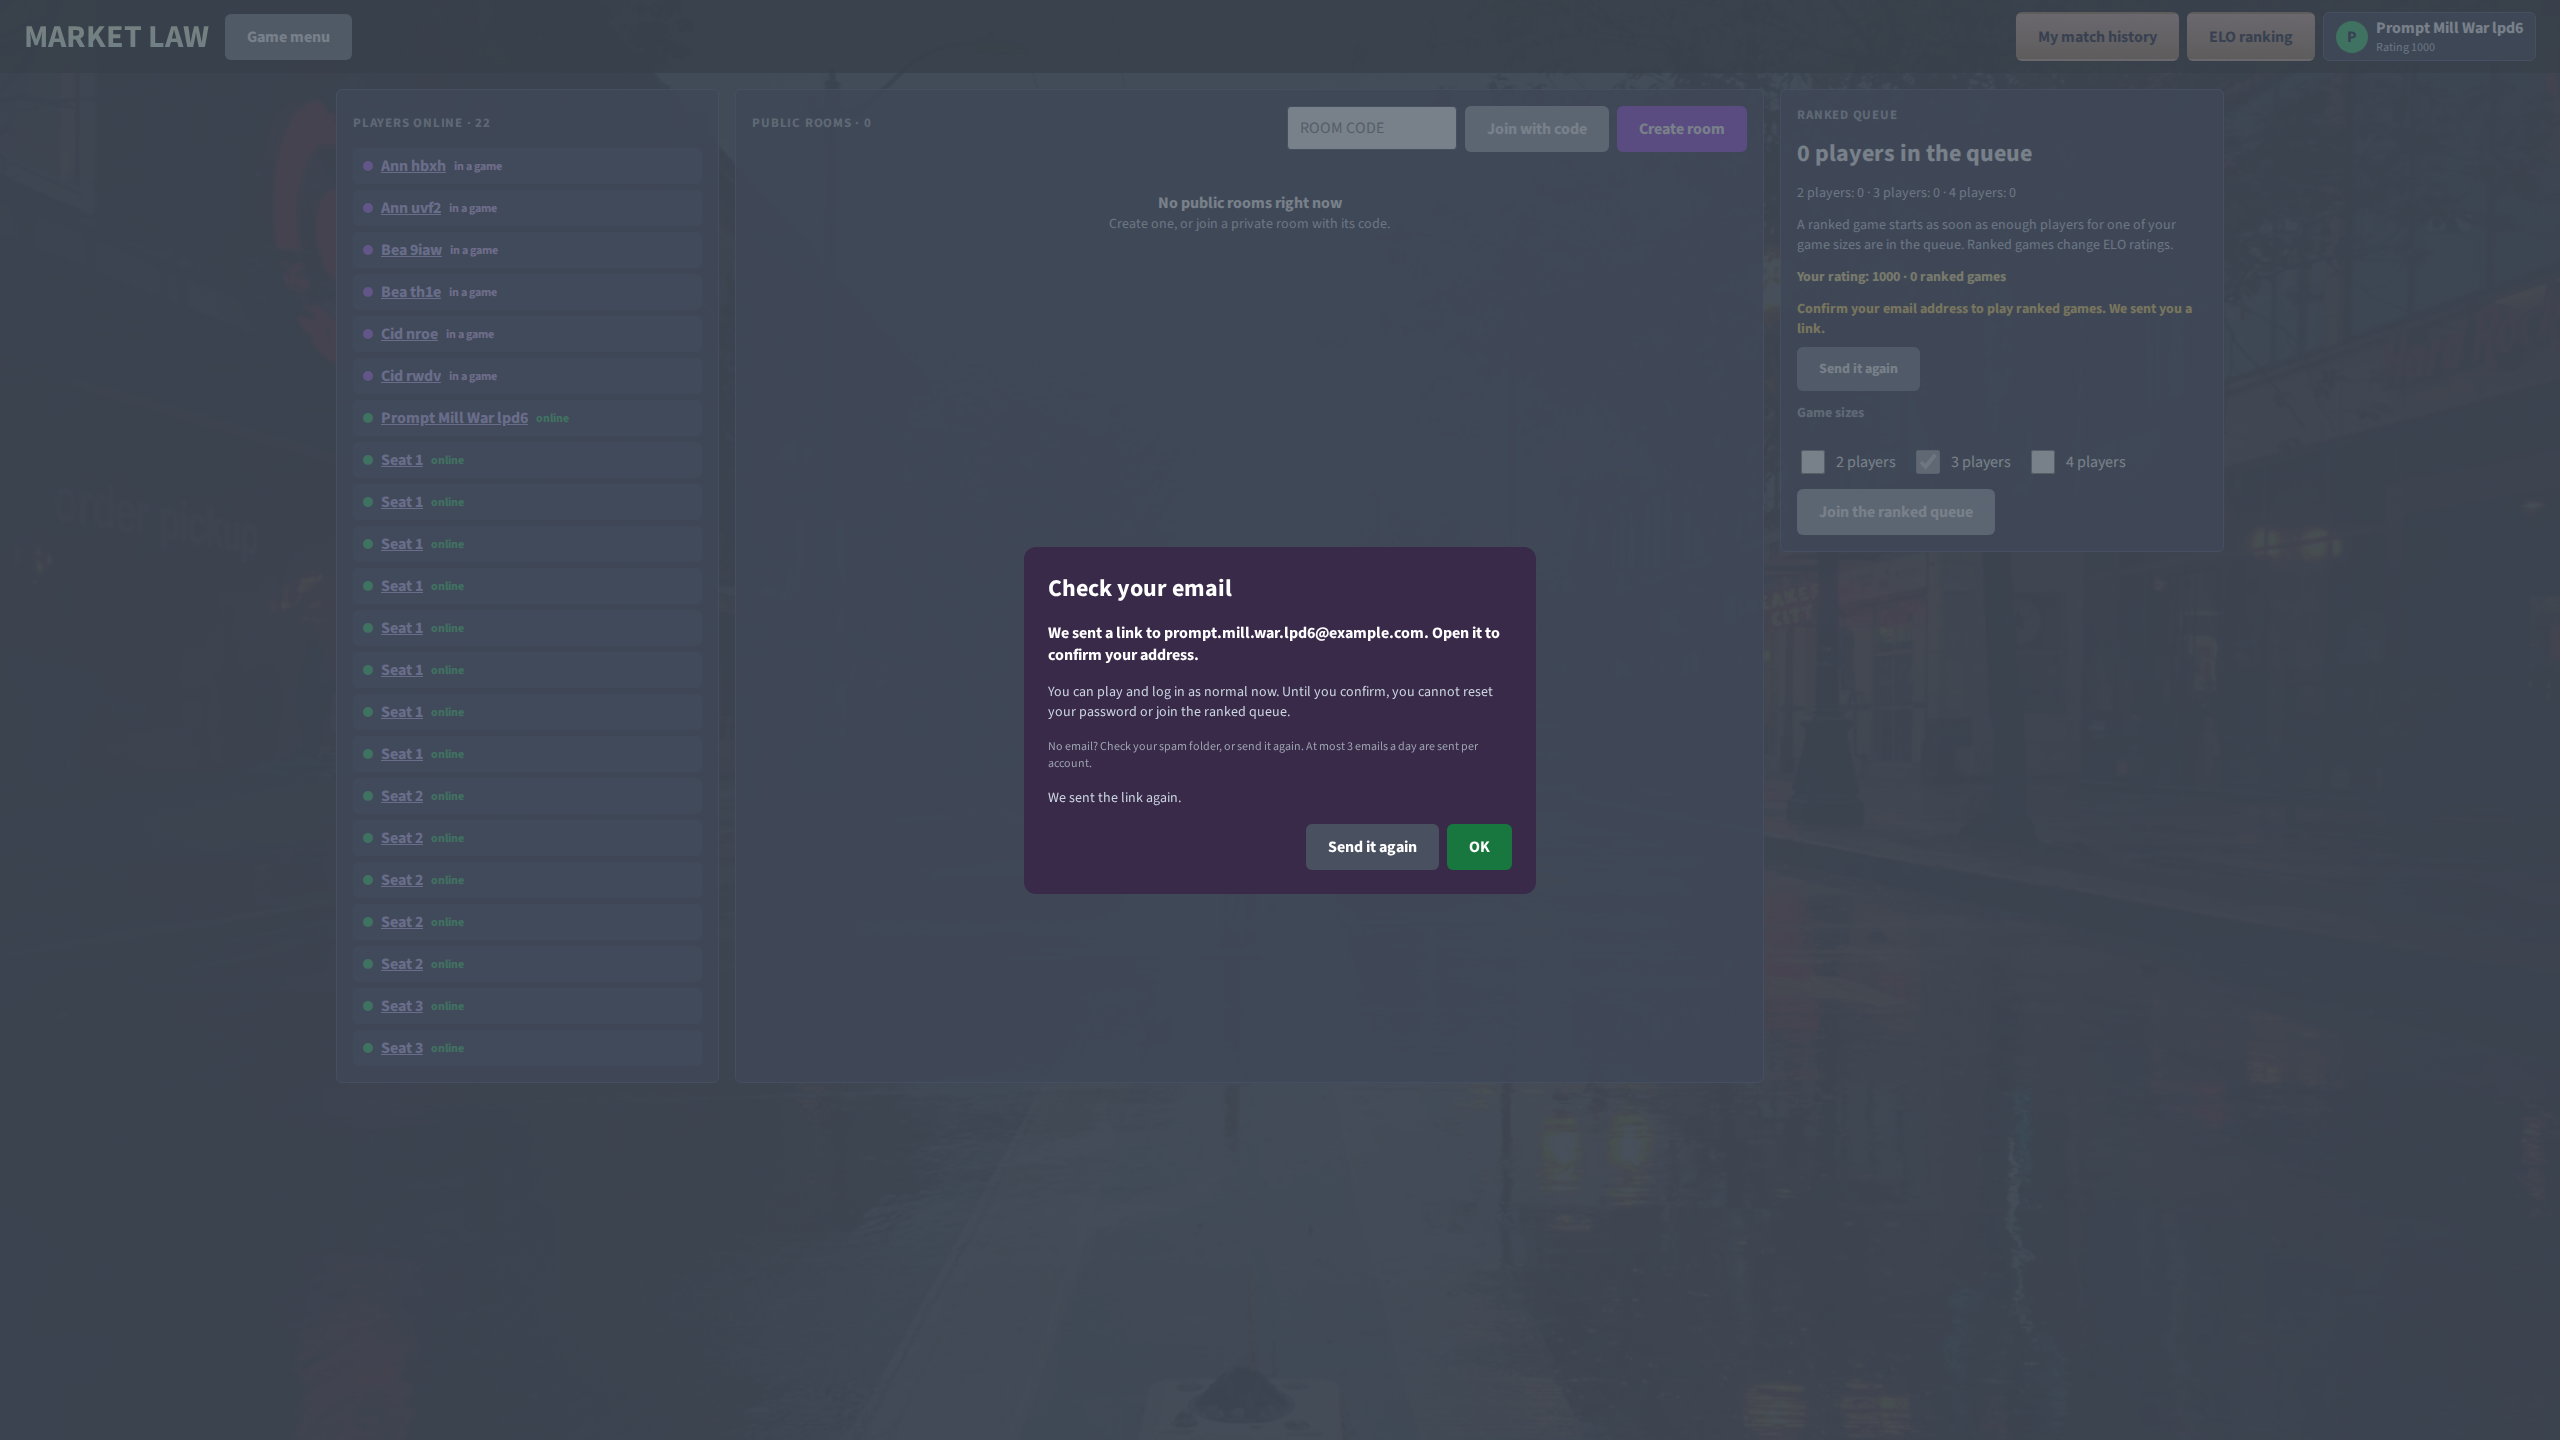 MARKET LAW
Game menu
My match history
ELO ranking
P
Prompt Mill War lpd6
Rating 1000
PLAYERS ONLINE · 22
Ann hbxh in a game
Ann uvf2 in a game
Bea 9iaw in a game
Bea th1e in a game
Cid nroe in a game
Cid rwdv in a game
Prompt Mill War lpd6 online
Seat 1 online
Seat 1 online
Seat 1 online
Seat 1 online
Seat 1 online
Seat 1 online
Seat 1 online
Seat 1 online
Seat 2 online
Seat 2 online
Seat 2 online
Seat 2 online
Seat 2 online
Seat 3 online
Seat 3 online
PUBLIC ROOMS · 0
ROOM CODE
Join with code
Create room
No public rooms right now
Create one, or join a private room with its code.
RANKED QUEUE
0 players in the queue
2 players: 0 · 3 players: 0 · 4 players: 0
A ranked game starts as soon as enough players for one of your
game sizes are in the queue. Ranked games change ELO ratings.
Your rating: 1000 · 0 ranked games
Confirm your email address to play ranked games. We sent you a
link.
Send it again
Game sizes
2 players 3 players 4 players
Join the ranked queue
order pickup
Check your email
We sent a link to prompt.mill.war.lpd6@example.com. Open it to
confirm your address.
You can play and log in as normal now. Until you confirm, you cannot reset
your password or join the ranked queue.
No email? Check your spam folder, or send it again. At most 3 emails a day are sent per
account.
We sent the link again.
Send it again
OK